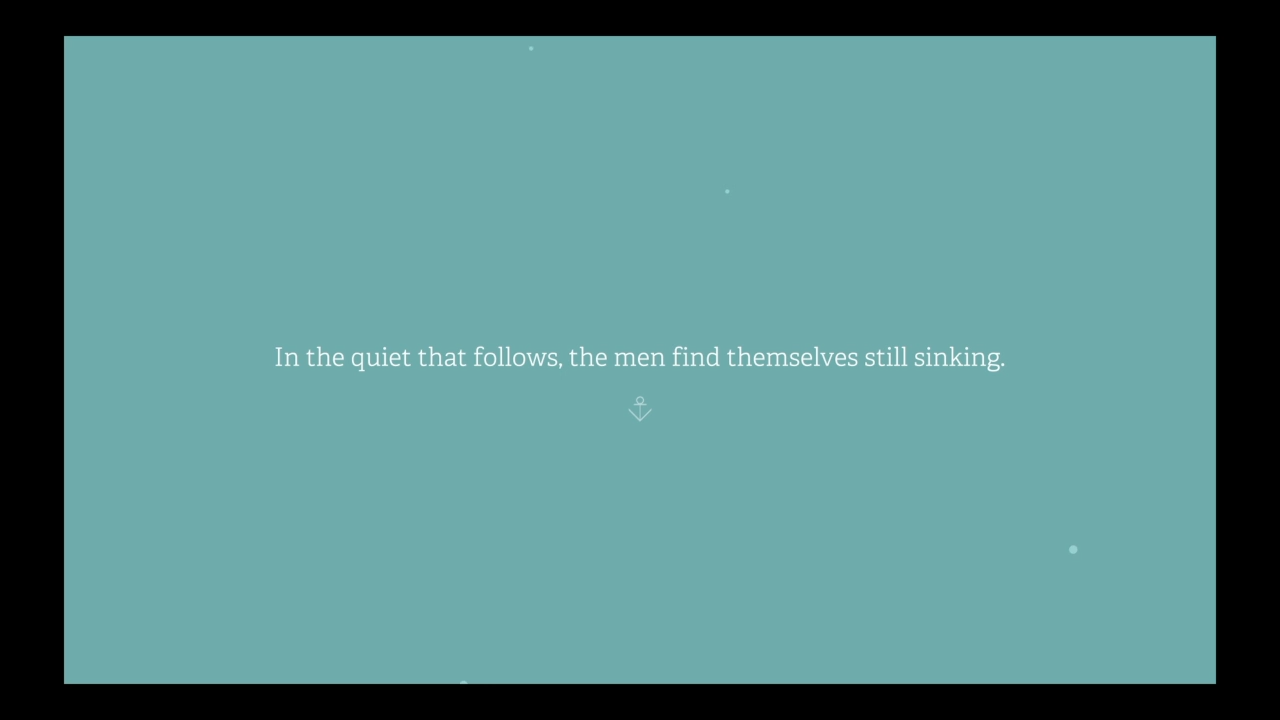 In the quiet that follows, the men find themselves still sinking.